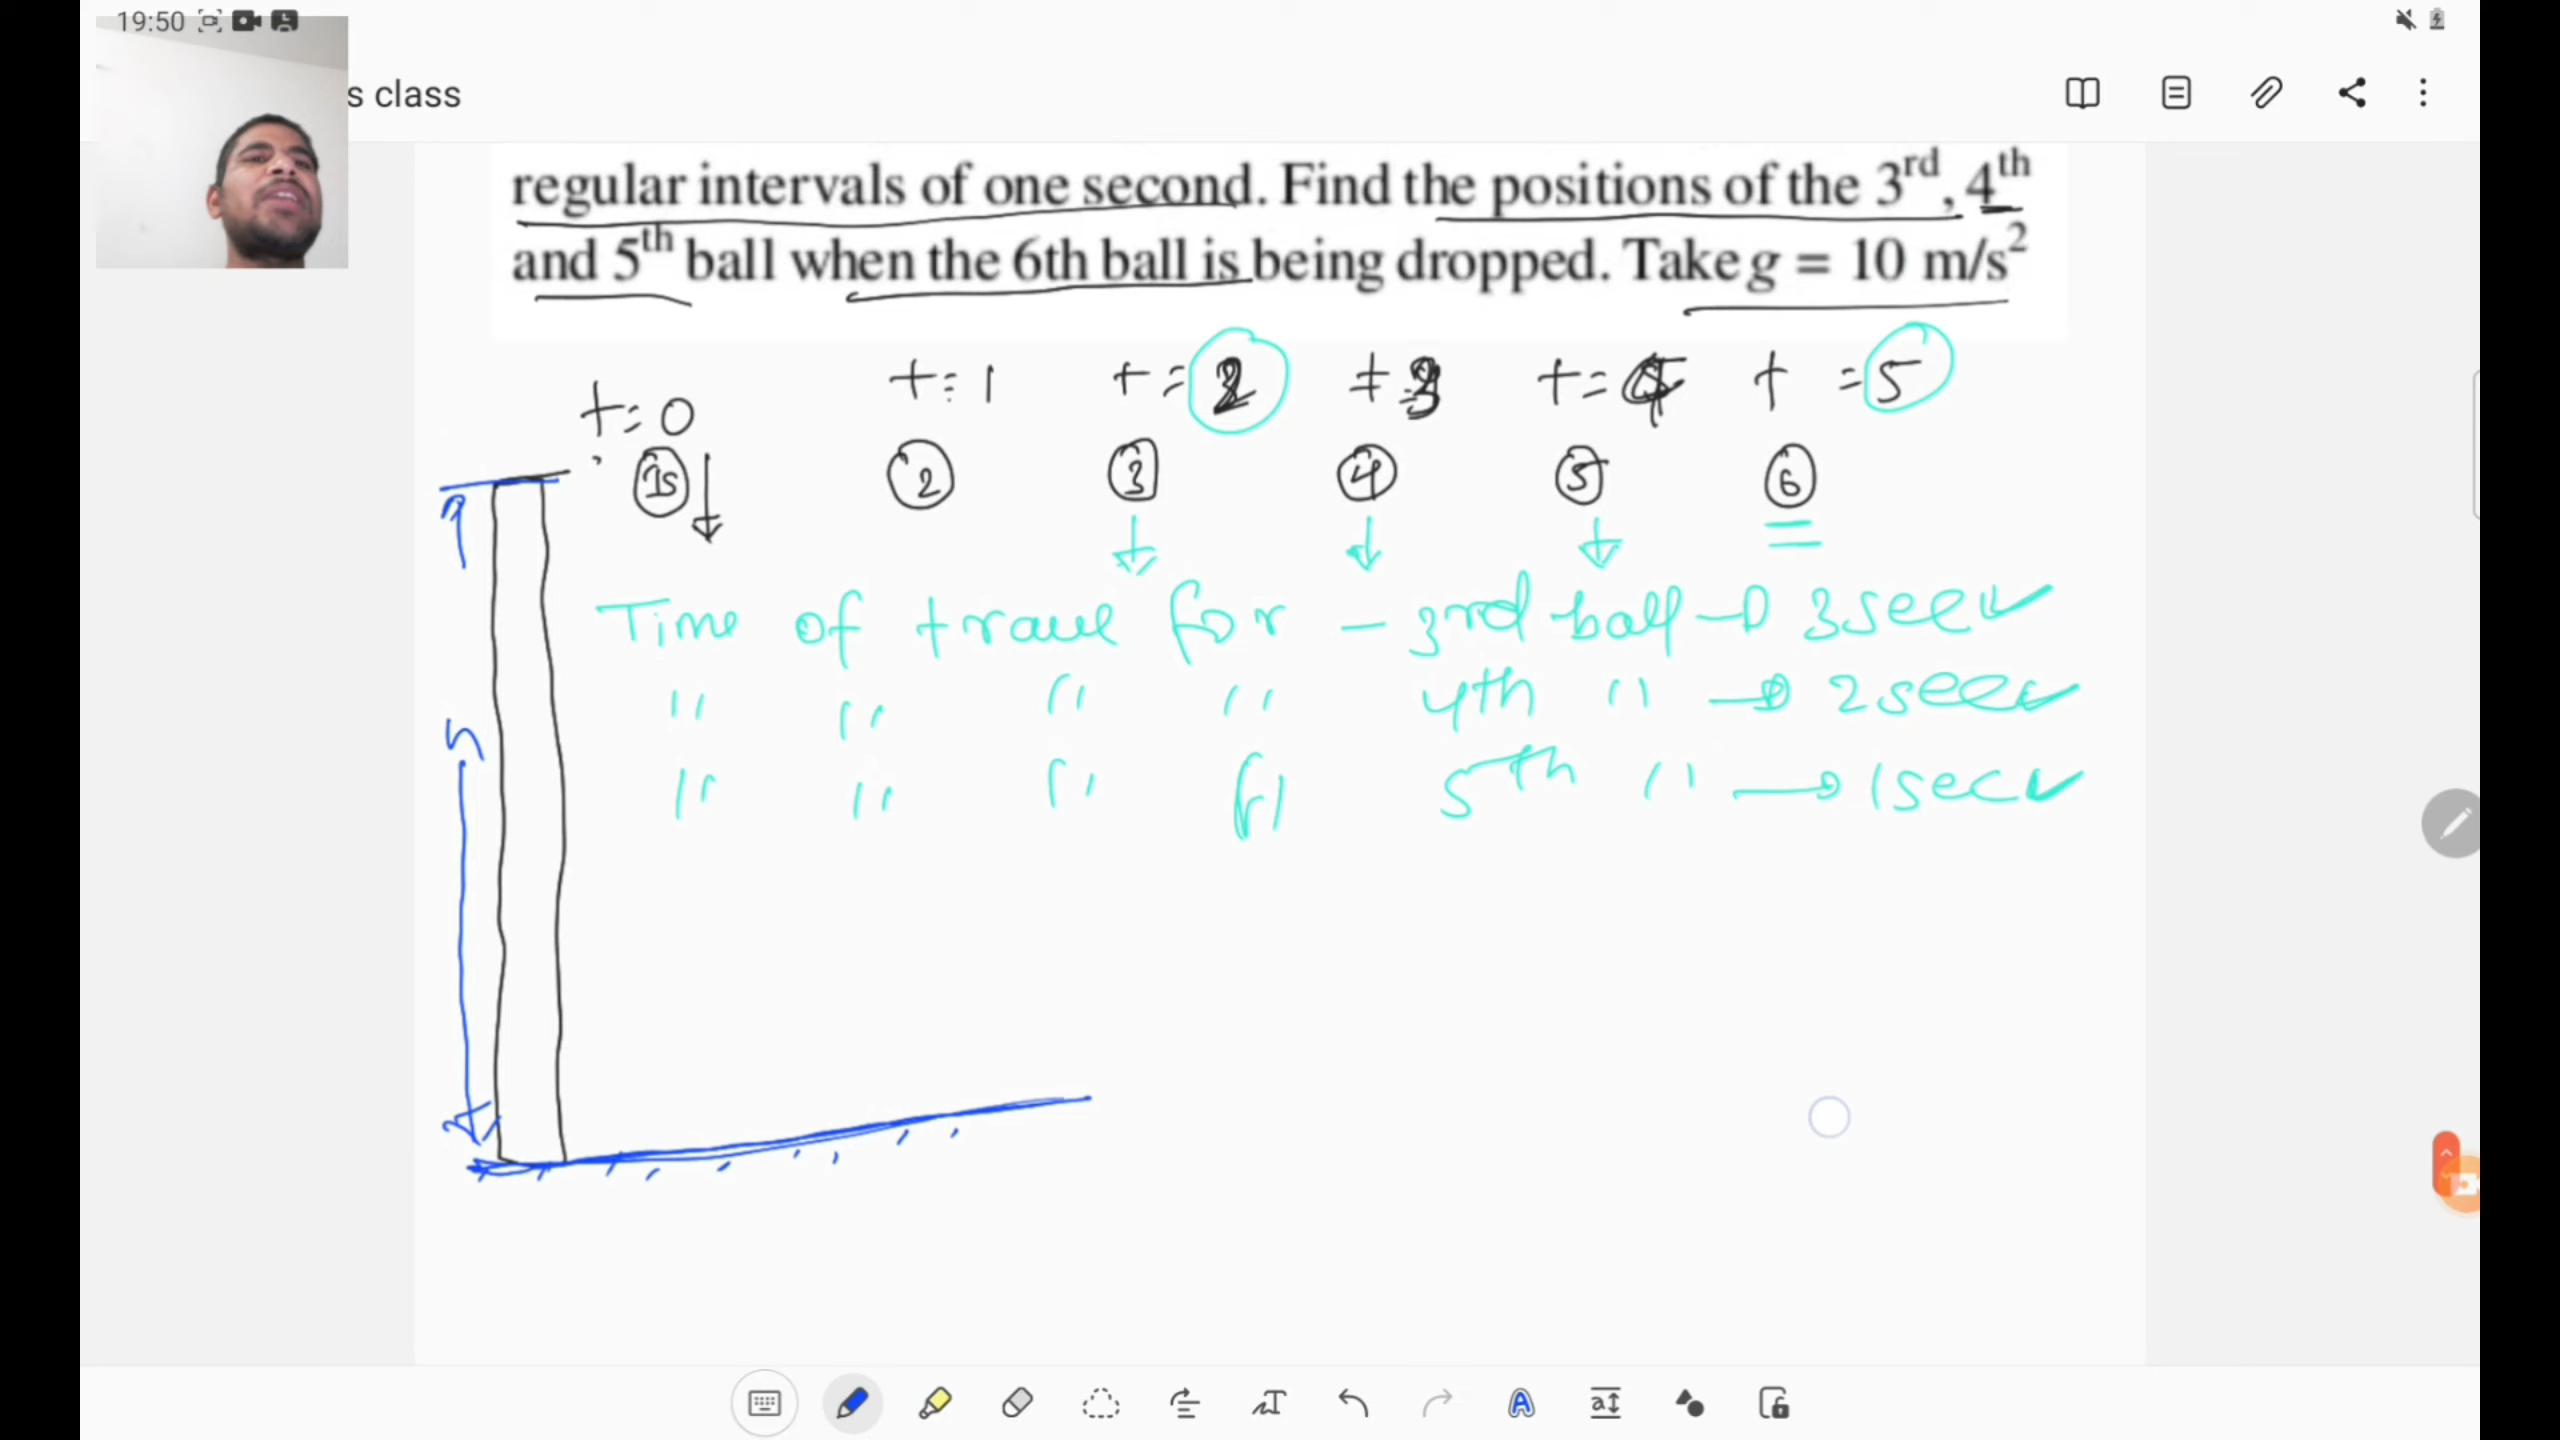 19:50
s class
regular intervals of one second. Find the positions of the 3rd, 4th
and 5th ball when the 6th ball is being dropped. Take g = 10 m/s2
t=0 t=1 t=2 t=3 t=4 t=5
1s 2 3 4 5 6
Time of trave for - 3rd ball → 3sec
" " " " 4th " → 2sec
" " " " 5th " → 1sec
h